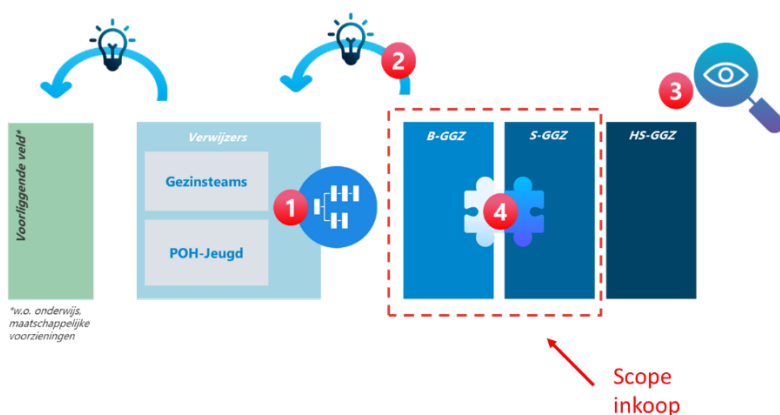 2
3
Voorliggende veld*
Verwijzers
Gezinsteams
POH-Jeugd
1
B-GGZ
S-GGZ
4
HS-GGZ
*w.o. onderwijs,
maatschappelijke
voorzieningen
Scope
inkoop